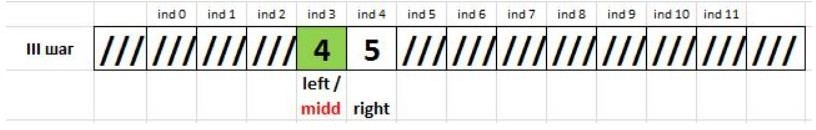 ind 0 ind 1 ind 2 ind 3 ind 4 ind 5 ind 6 ind 7 ind 8 ind 9 ind 10 ind 11
III шаг /// /// /// /// 4 5 /// /// /// /// /// /// /// ///
left /
midd right